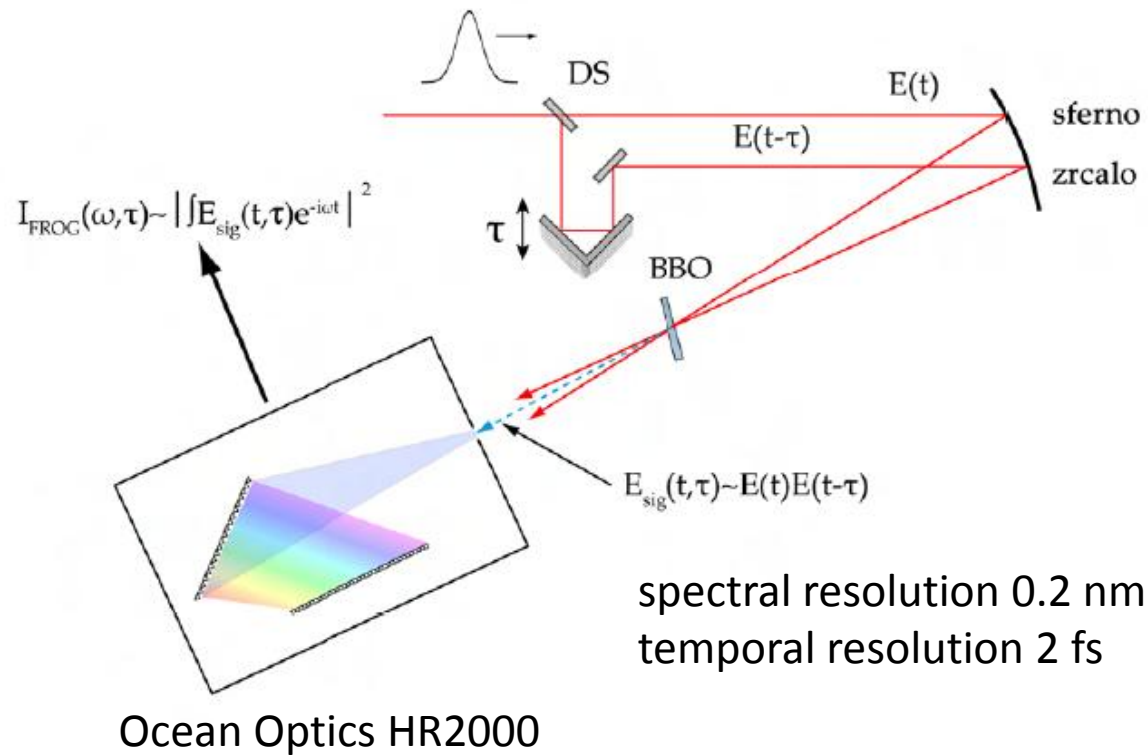 DS
E(t)
sferno
E(t-τ)
zrcalo
I_FROG(ω,τ)~ | ∫E_sig(t,τ)e^-iωt | ^2
τ
BBO
E_sig(t,τ)~E(t)E(t-τ)
spectral resolution 0.2 nm
temporal resolution 2 fs
Ocean Optics HR2000